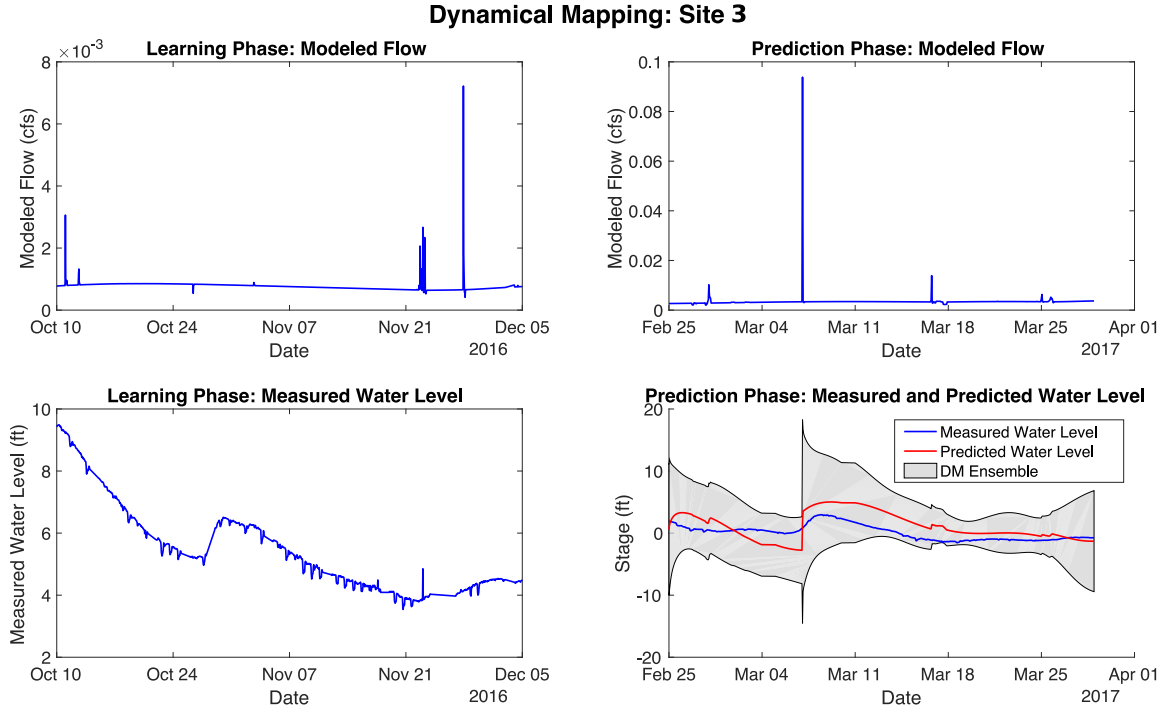 Dynamical Mapping: Site 3
Learning Phase: Modeled Flow
× 10⁻³
8
6
4
2
0
Modeled Flow (cfs)
Oct 10 Oct 24 Nov 07 Nov 21 Dec 05
Date
2016
Prediction Phase: Modeled Flow
0.1
0.08
0.06
0.04
0.02
0
Modeled Flow (cfs)
Feb 25 Mar 04 Mar 11 Mar 18 Mar 25 Apr 01
Date
2017
Learning Phase: Measured Water Level
10
8
6
4
2
Measured Water Level (ft)
Oct 10 Oct 24 Nov 07 Nov 21 Dec 05
Date
2016
Prediction Phase: Measured and Predicted Water Level
20
10
0
-10
-20
Stage (ft)
Measured Water Level
Predicted Water Level
DM Ensemble
Feb 25 Mar 04 Mar 11 Mar 18 Mar 25 Apr 01
Date
2017